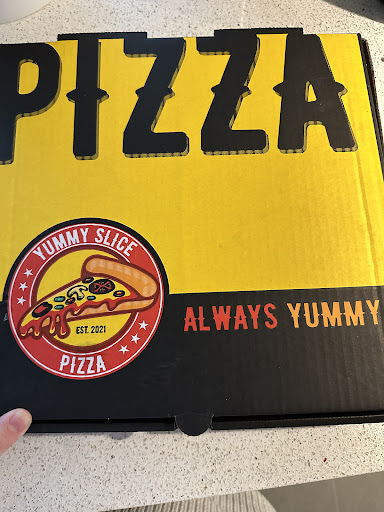 PIZZA
YUMMY SLICE
EST. 2021
PIZZA
ALWAYS YUMMY